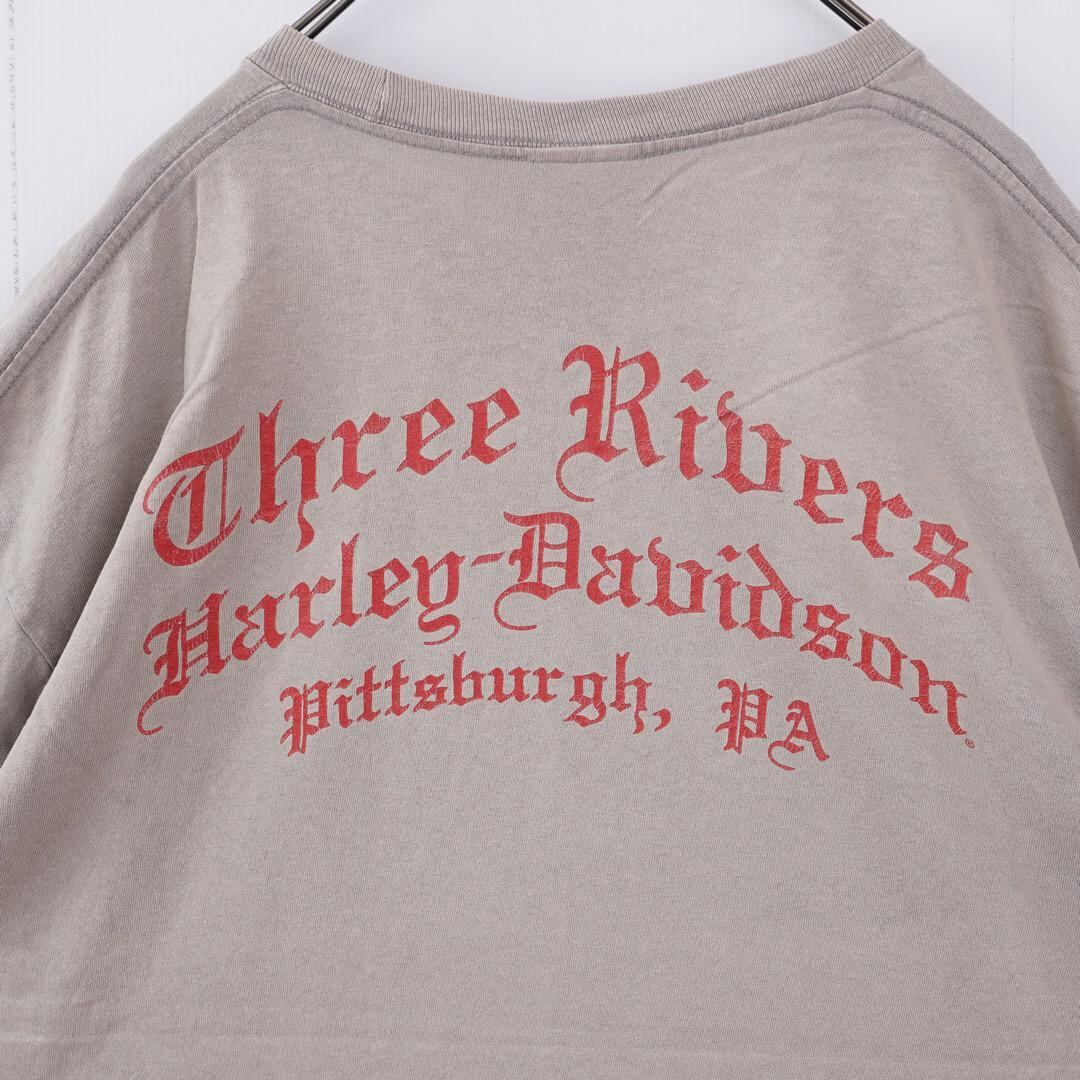 Three Rivers
Harley-Davidson®
Pittsburgh, PA